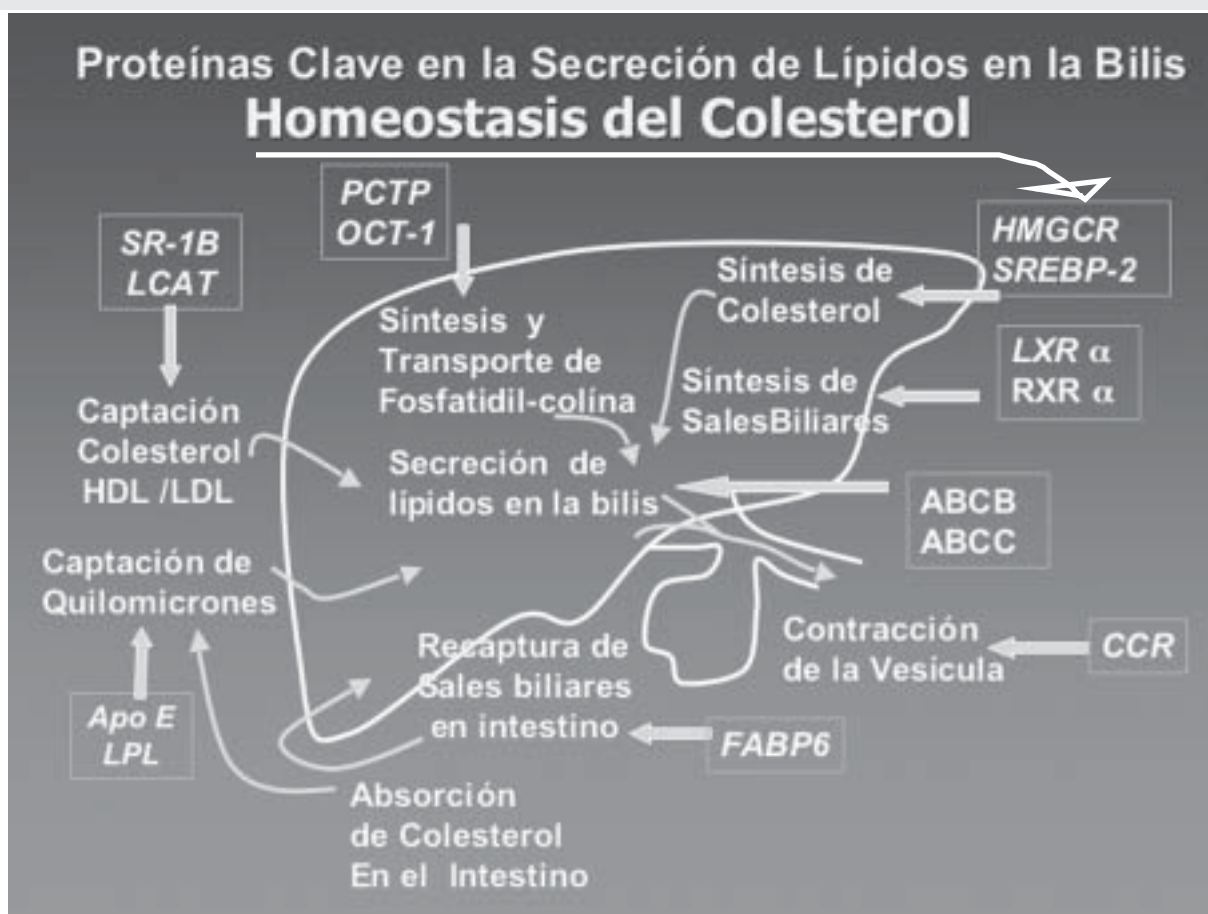 Proteínas Clave en la Secreción de Lípidos en la Bilis
Homeostasis del Colesterol
PCTP
OCT-1
SR-1B
LCAT
HMGCR
SREBP-2
Síntesis de
Colesterol
Síntesis y
Transporte de
Fosfatidil-colína
LXR α
RXR α
Síntesis de
SalesBiliares
Captación
Colesterol
HDL /LDL
Secreción de
lípidos en la bilis
ABCB
ABCC
Captación de
Quilomicrones
Contracción
de la Vesícula
CCR
Recaptura de
Sales biliares
en intestino
Apo E
LPL
FABP6
Absorción
de Colesterol
En el Intestino